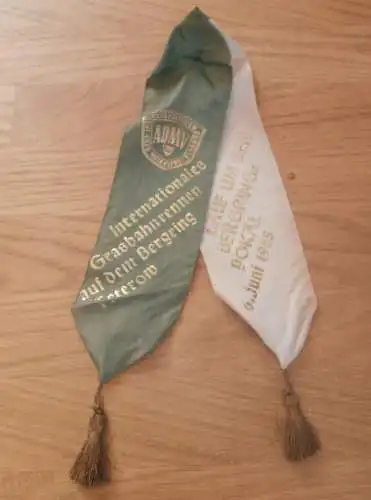 ADMV
Internationales
Grasbahnrennen
auf dem Bergring
Teterow
LAUF UM DEN
BERGRING-
POKAL
9. Juni 1985